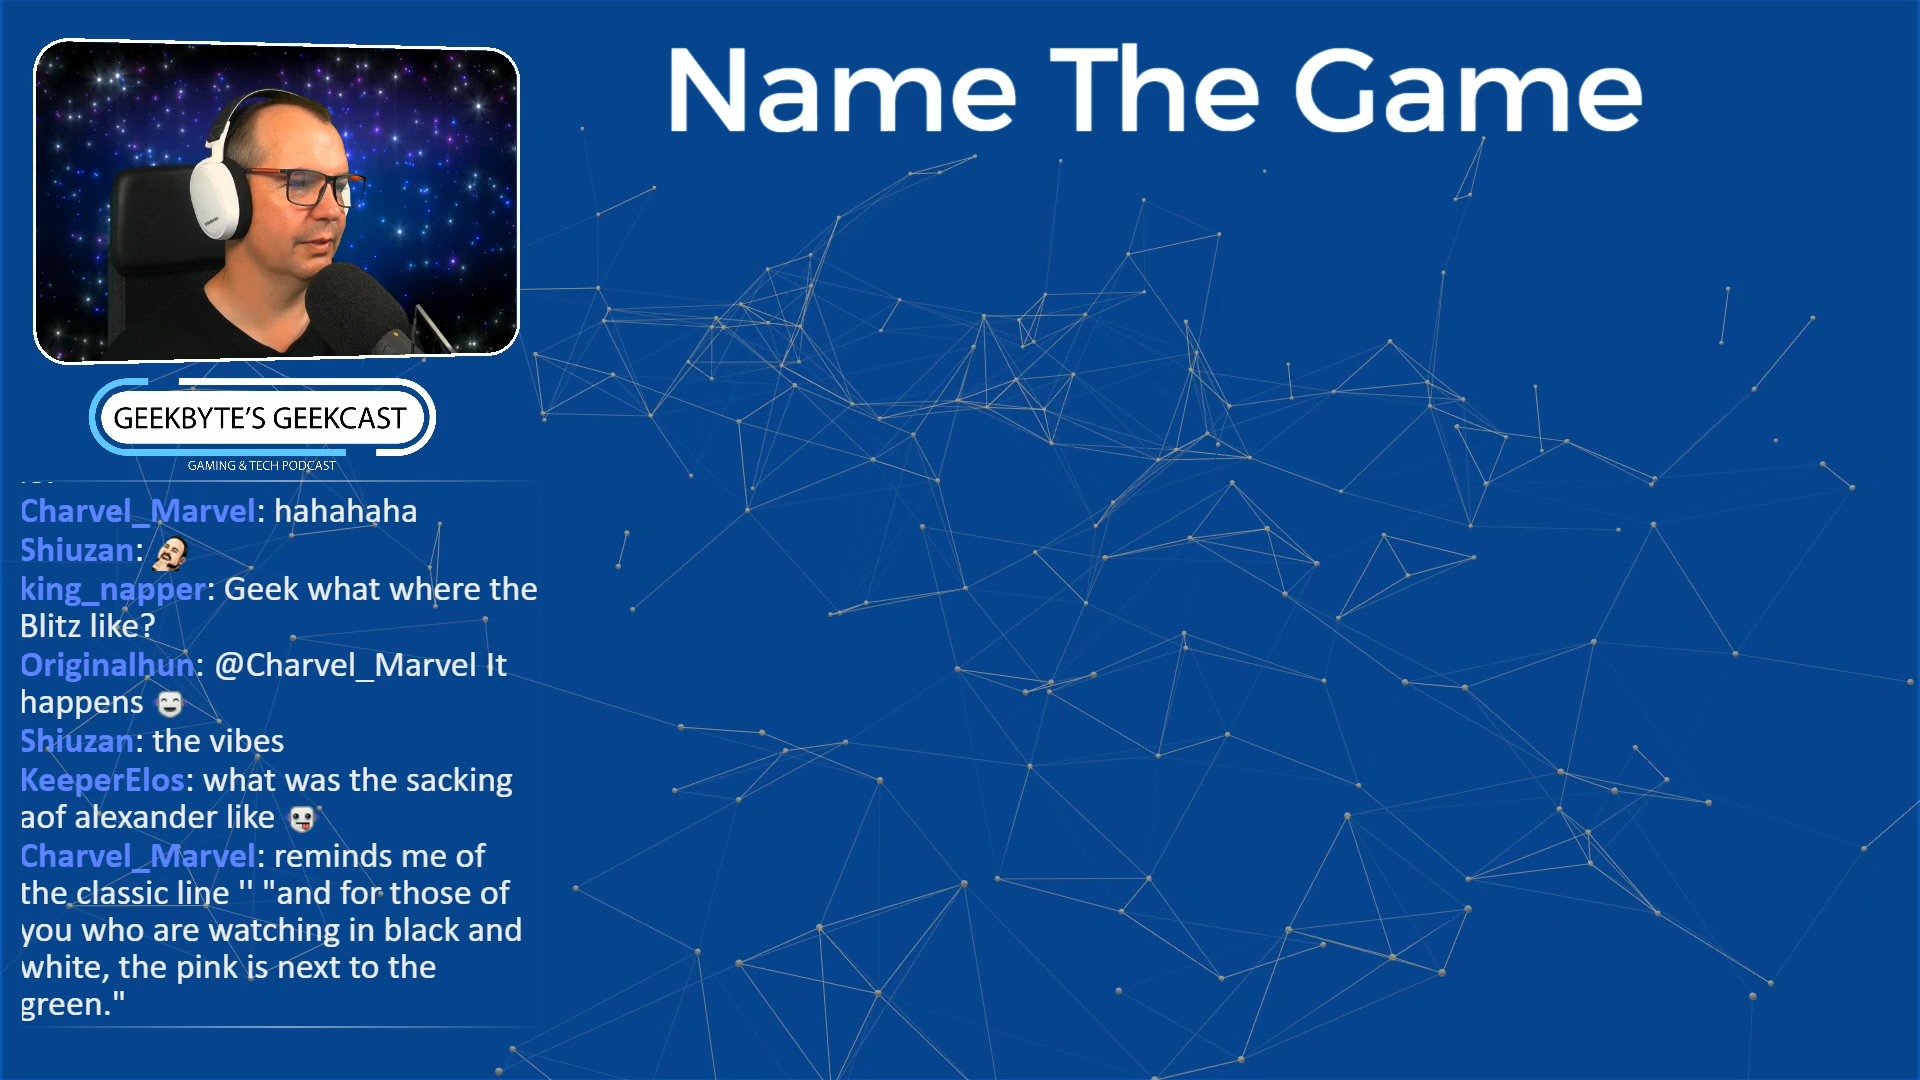 Name The Game
GEEKBYTE'S GEEKCAST
GAMING & TECH PODCAST
Charvel_Marvel: hahahaha
Shiuzan:
king_napper: Geek what where the
Blitz like?
Originalhun: @Charvel_Marvel It
happens
Shiuzan: the vibes
KeeperElos: what was the sacking
aof alexander like
Charvel_Marvel: reminds me of
the classic line '' "and for those of
you who are watching in black and
white, the pink is next to the
green."